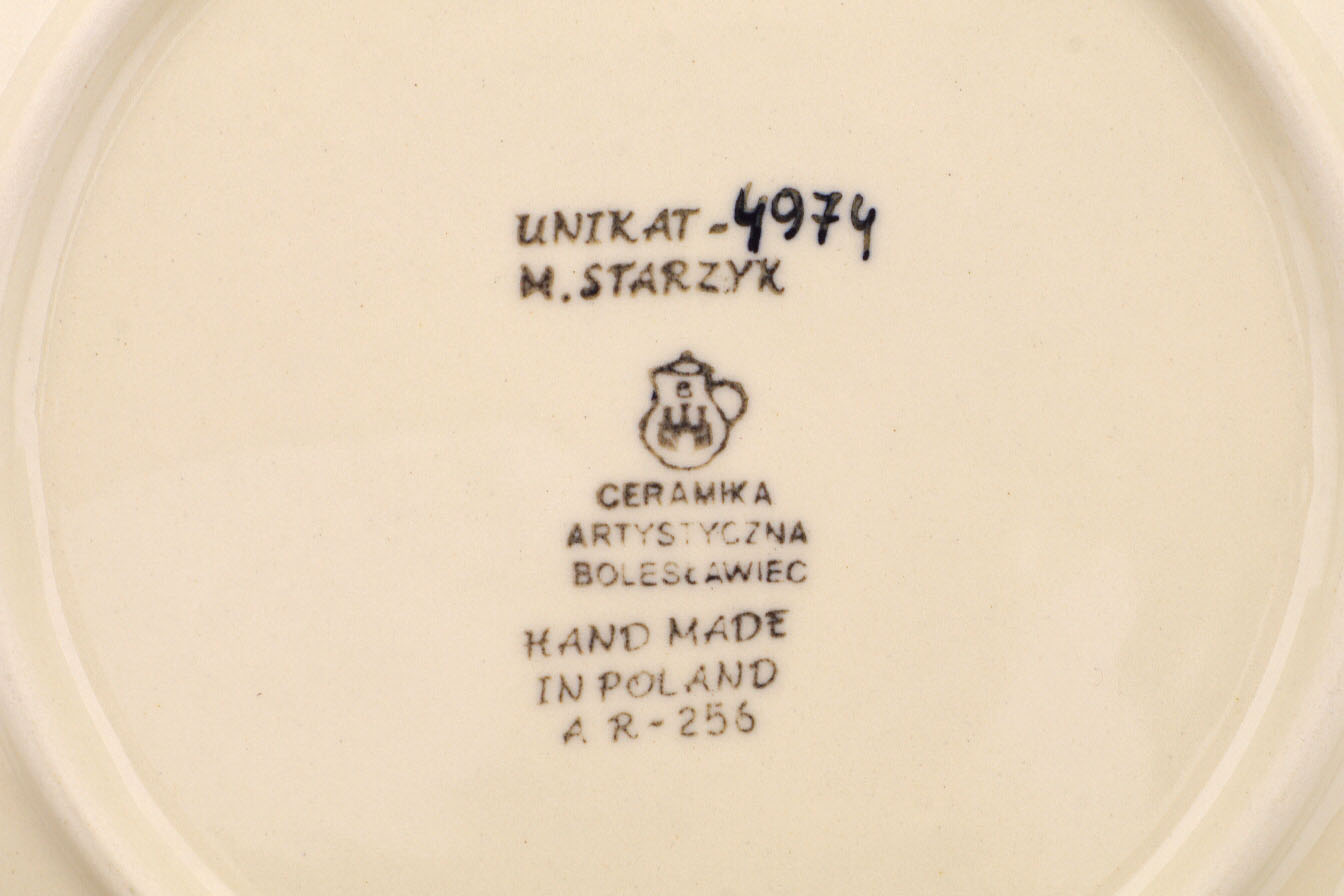 UNIKAT - 4974
M. STARZYK
B
CERAMIKA
ARTYSTYCZNA
BOLESŁAWIEC
HAND MADE
IN POLAND
A R - 256